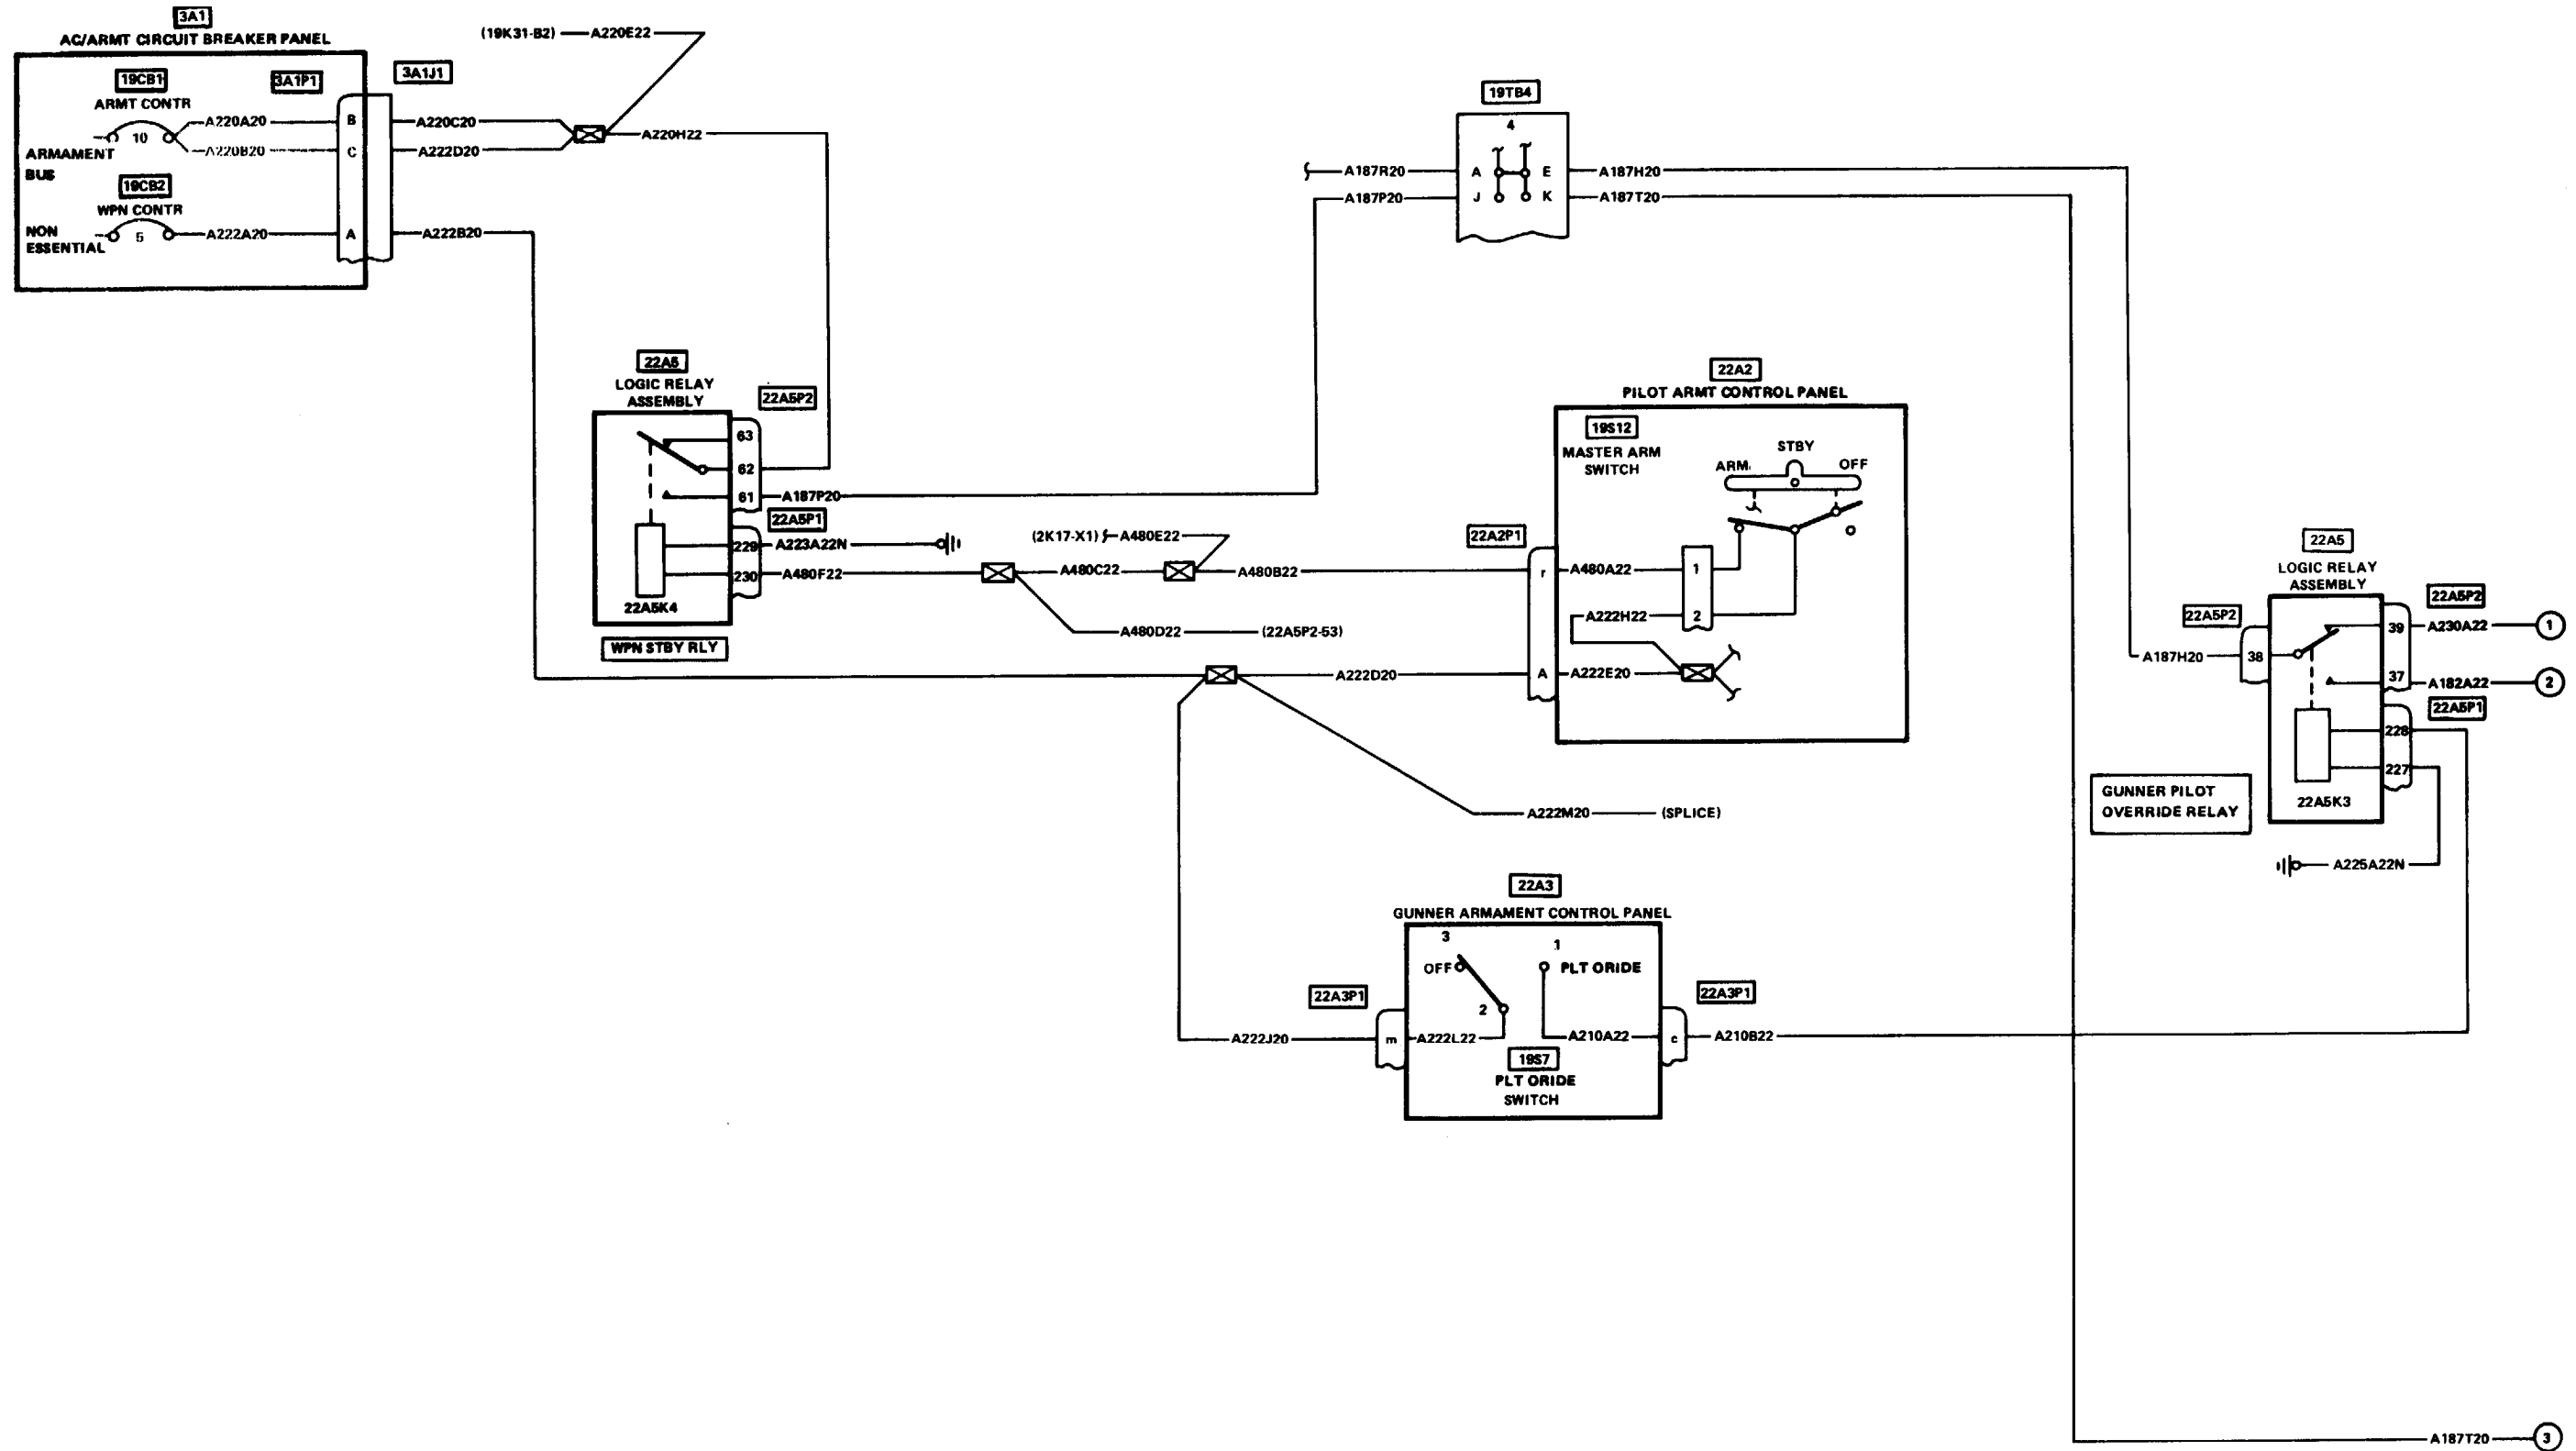 3A1
AC/ARMT CIRCUIT BREAKER PANEL
19CB1
ARMT CONTR
10
ARMAMENT
BUS
19CB2
WPN CONTR
5
NON
ESSENTIAL
3A1P1
3A1J1
A220A20
A220B20
A222A20
B
C
A
A220C20
A222D20
A222B20
(19K31-B2)
A220E22
A220H22
22A5
LOGIC RELAY
ASSEMBLY
22A5P2
63
62
61
A187P20
22A5P1
229
A223A22N
230
A480F22
22A5K4
WPN STBY RLY
(2K17-X1)
A480E22
A480C22
A480B22
A480D22
(22A5P2-53)
A222D20
A222M20
(SPLICE)
19TB4
4
A187R20
A
E
A187H20
A187P20
J
K
A187T20
22A2
PILOT ARMT CONTROL PANEL
19S12
MASTER ARM
SWITCH
STBY
ARM
OFF
22A2P1
r
A480A22
1
A222H22
2
A
A222E20
22A3
GUNNER ARMAMENT CONTROL PANEL
3
1
OFF
PLT ORIDE
2
22A3P1
22A3P1
A222J20
m
A222L22
A210A22
c
A210B22
19S7
PLT ORIDE
SWITCH
22A5
LOGIC RELAY
ASSEMBLY
22A5P2
22A5P2
A187H20
38
39
A230A22
1
37
A182A22
2
22A5P1
228
227
22A5K3
GUNNER PILOT
OVERRIDE RELAY
A225A22N
A187T20
3